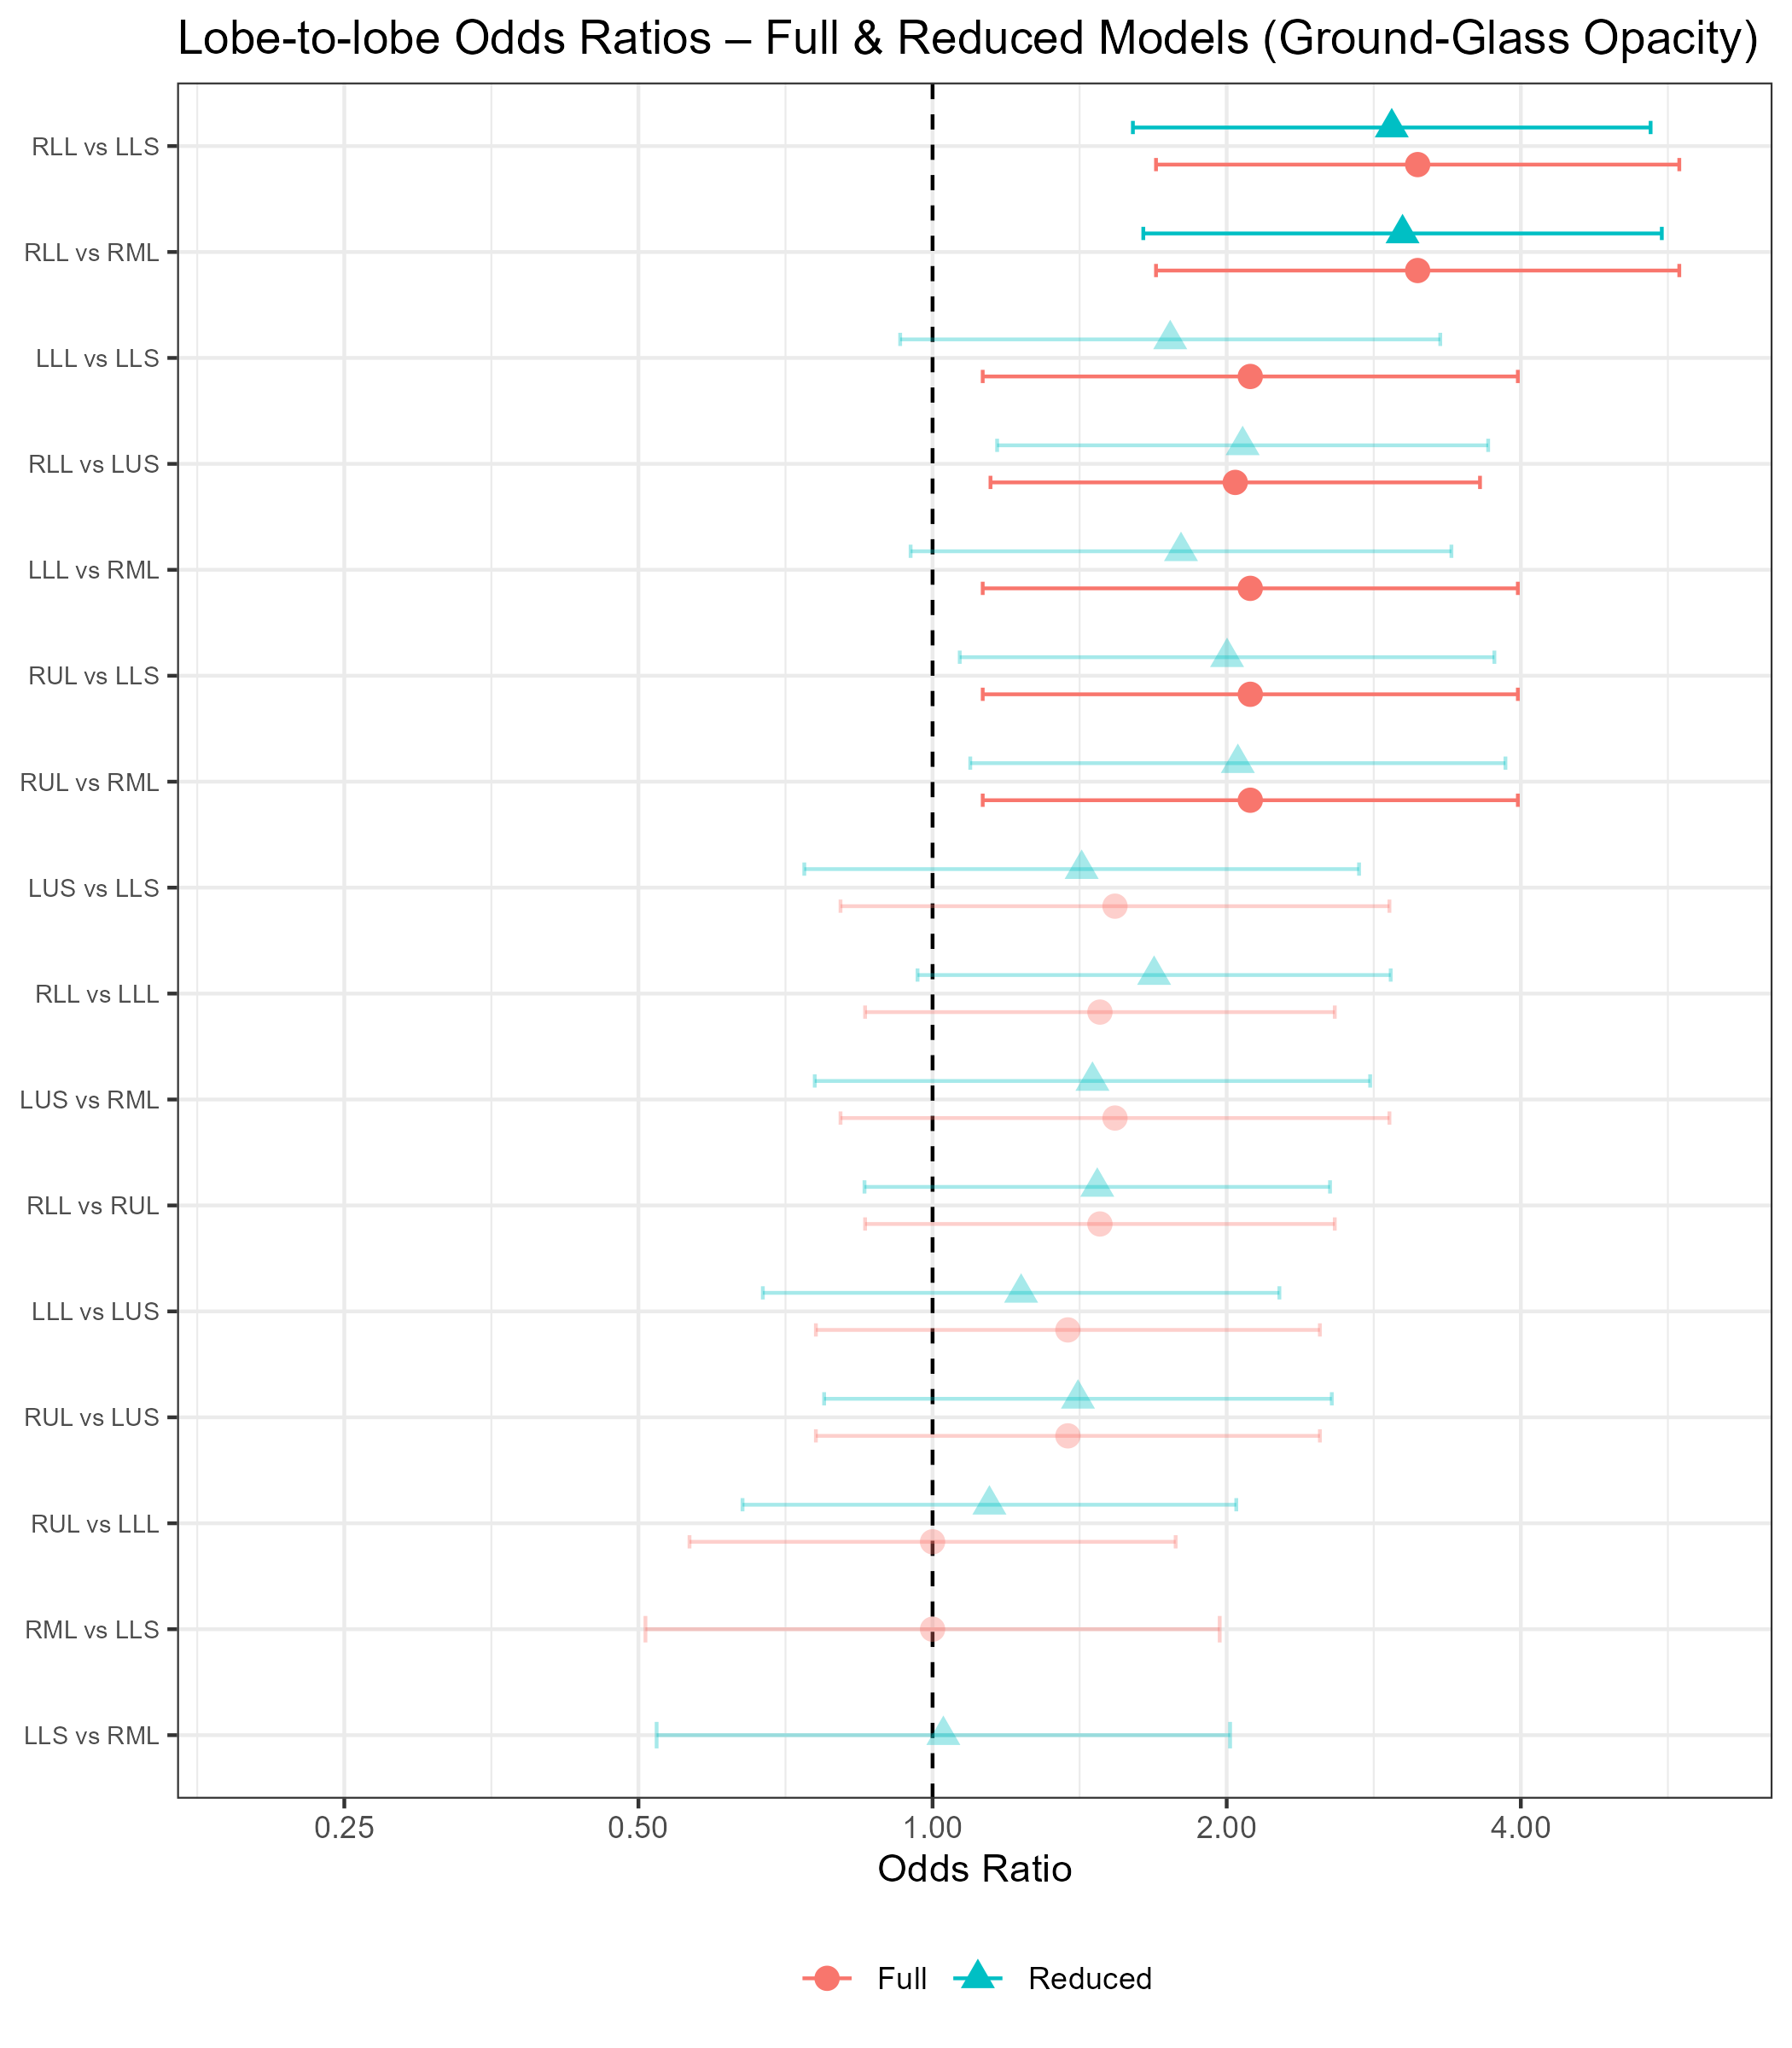 Lobe-to-lobe Odds Ratios – Full & Reduced Models (Ground-Glass Opacity)
RLL vs LLS
RLL vs RML
LLL vs LLS
RLL vs LUS
LLL vs RML
RUL vs LLS
RUL vs RML
LUS vs LLS
RLL vs LLL
LUS vs RML
RLL vs RUL
LLL vs LUS
RUL vs LUS
RUL vs LLL
RML vs LLS
LLS vs RML
0.25 0.50 1.00 2.00 4.00
Odds Ratio
Full Reduced